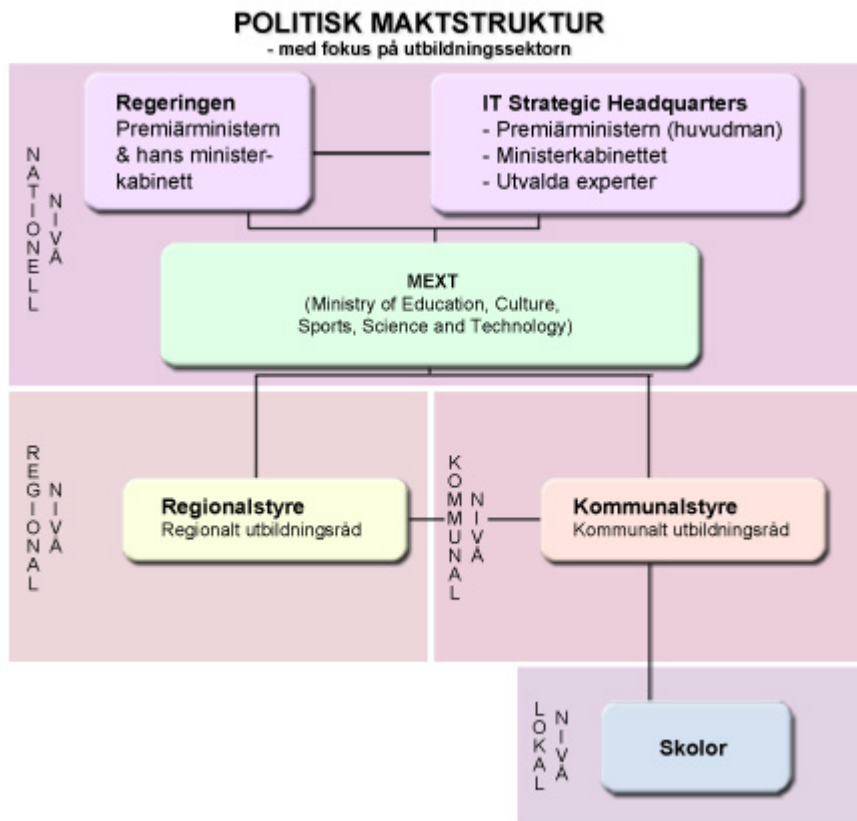 POLITISK MAKTSTRUKTUR
- med fokus på utbildningssektorn
NATIONELL
NIVÅ
Regeringen
Premiärministern
& hans minister-
kabinett
IT Strategic Headquarters
- Premiärministern (huvudman)
- Ministerkabinettet
- Utvalda experter
MEXT
(Ministry of Education, Culture,
Sports, Science and Technology)
REGIONAL
NIVÅ
Regionalstyre
Regionalt utbildningsråd
KOMMUNAL
NIVÅ
Kommunalstyre
Kommunalt utbildningsråd
LOKAL
NIVÅ
Skolor